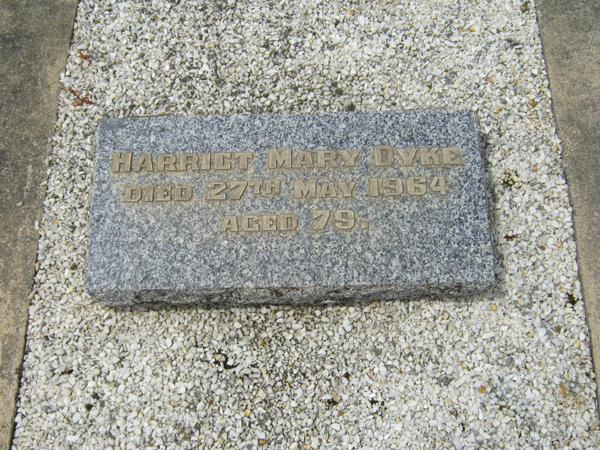 HARRICT MARY DYKE
DIED 27TH MAY 1964
AGED 79.